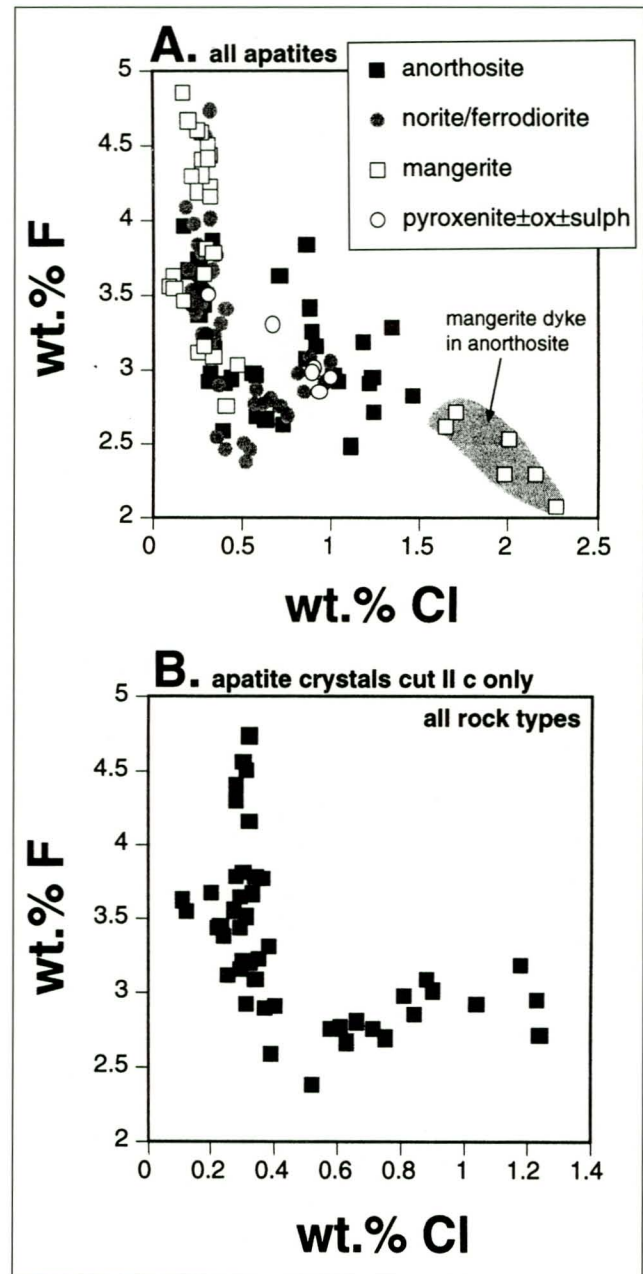 A. all apatites
anorthosite
norite/ferrodiorite
mangerite
pyroxenite±ox±sulph
mangerite dyke
in anorthosite
wt.% F
5
4.5
4
3.5
3
2.5
2
0 0.5 1 1.5 2 2.5
wt.% Cl
B. apatite crystals cut II c only
all rock types
wt.% F
5
4.5
4
3.5
3
2.5
2
0 0.2 0.4 0.6 0.8 1 1.2 1.4
wt.% Cl